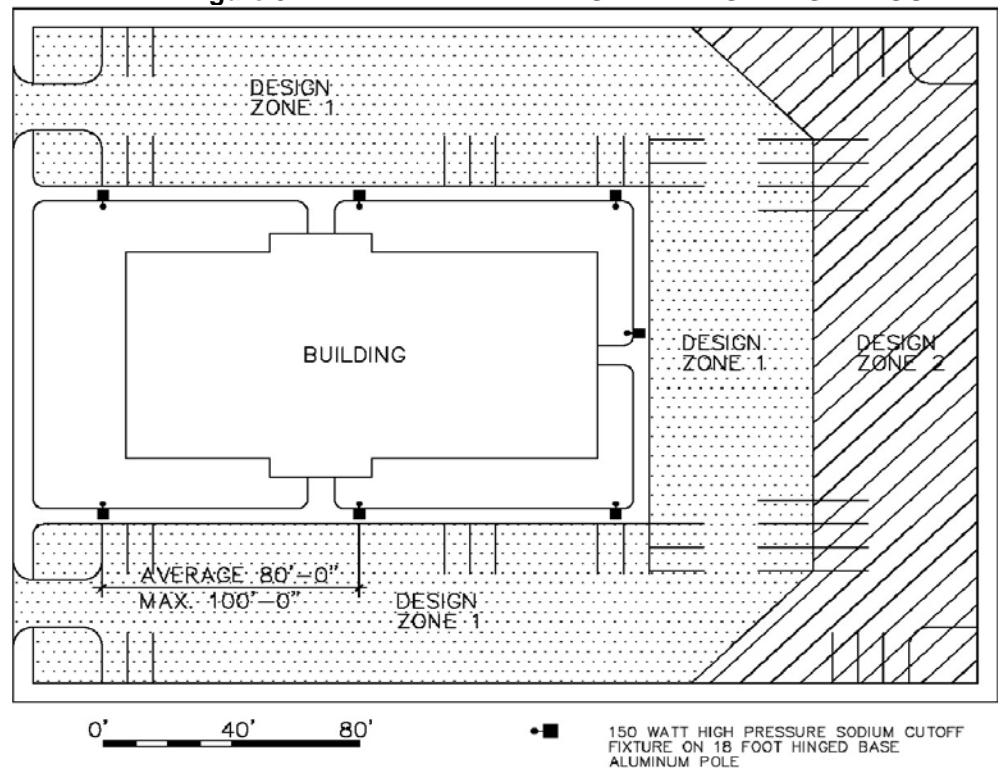 DESIGN
ZONE 1
BUILDING
DESIGN
ZONE 1
DESIGN
ZONE 2
AVERAGE 80'-0"
MAX. 100'-0"
DESIGN
ZONE 1
0' 40' 80'
150 WATT HIGH PRESSURE SODIUM CUTOFF
FIXTURE ON 18 FOOT HINGED BASE
ALUMINUM POLE